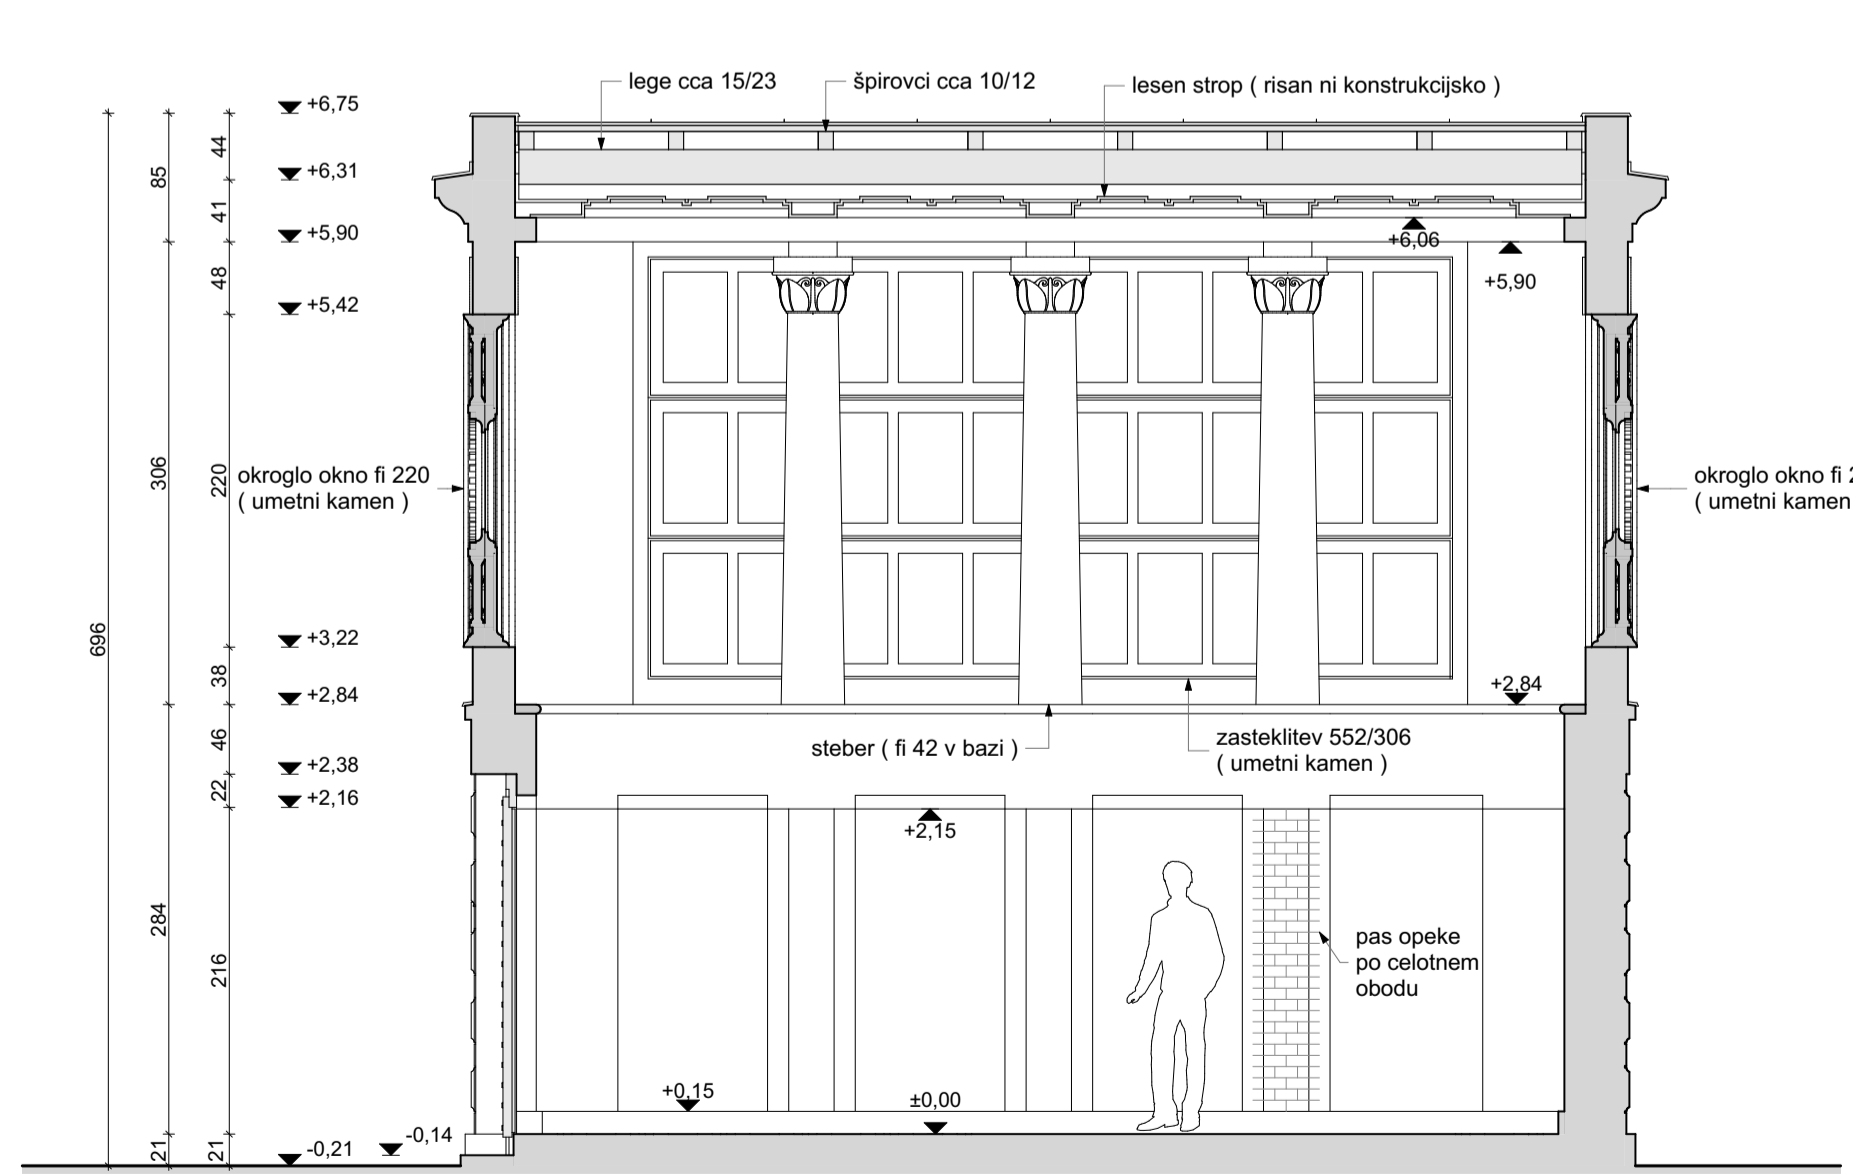 lege cca 15/23
špirovci cca 10/12
lesen strop ( risan ni konstrukcijsko )
+6,75
44
85
+6,31
41
+5,90
+6,06
+5,90
48
+5,42
306
220
okroglo okno fi 220
( umetni kamen )
okroglo okno fi 2
( umetni kamen
696
+3,22
38
+2,84
+2,84
46
steber ( fi 42 v bazi )
zasteklitev 552/306
( umetni kamen )
+2,38
22
+2,16
+2,15
284
216
pas opeke
po celotnem
obodu
+0,15
±0,00
21
21
-0,21
-0,14